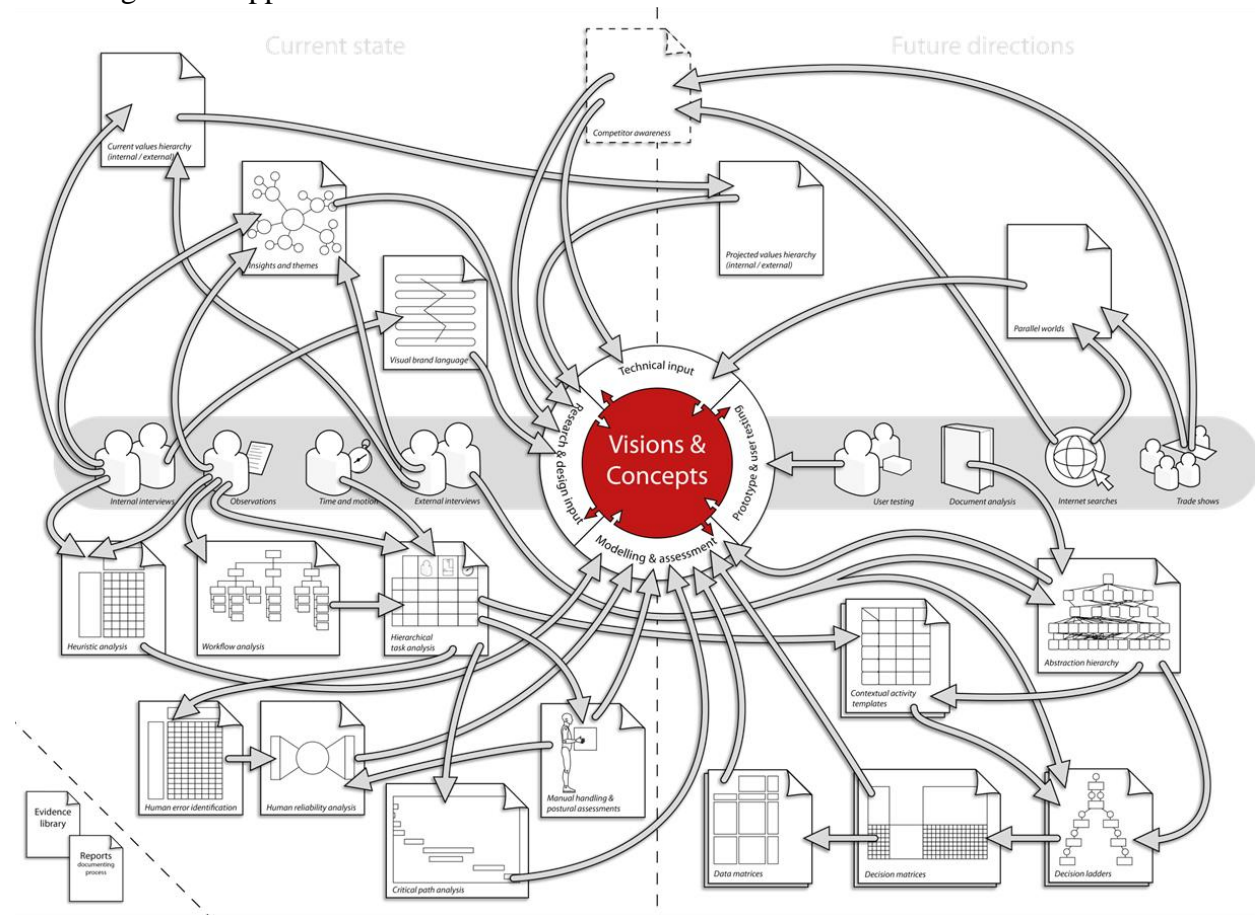 Current state
Future directions
Current values hierarchy
(internal / external)
Competitor awareness
Insights and themes
Projected values hierarchy
(internal / external)
Visual brand language
Parallel worlds
Technical input
Research & design input
Prototype & user testing
Modelling & assessment
Visions &
Concepts
Internal interviews
Observations
Time and motion
External interviews
User testing
Document analysis
Internet searches
Trade shows
Heuristic analysis
Workflow analysis
Hierarchical
task analysis
Contextual activity
templates
Abstraction hierarchy
Human error identification
Human reliability analysis
Manual handling &
postural assessments
Critical path analysis
Data matrices
Decision matrices
Decision ladders
Evidence
library
Reports
documenting
process